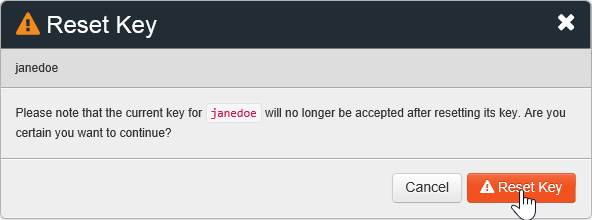 Reset Key
janedoe
Please note that the current key for janedoe will no longer be accepted after resetting its key. Are you
certain you want to continue?
Cancel
Reset Key